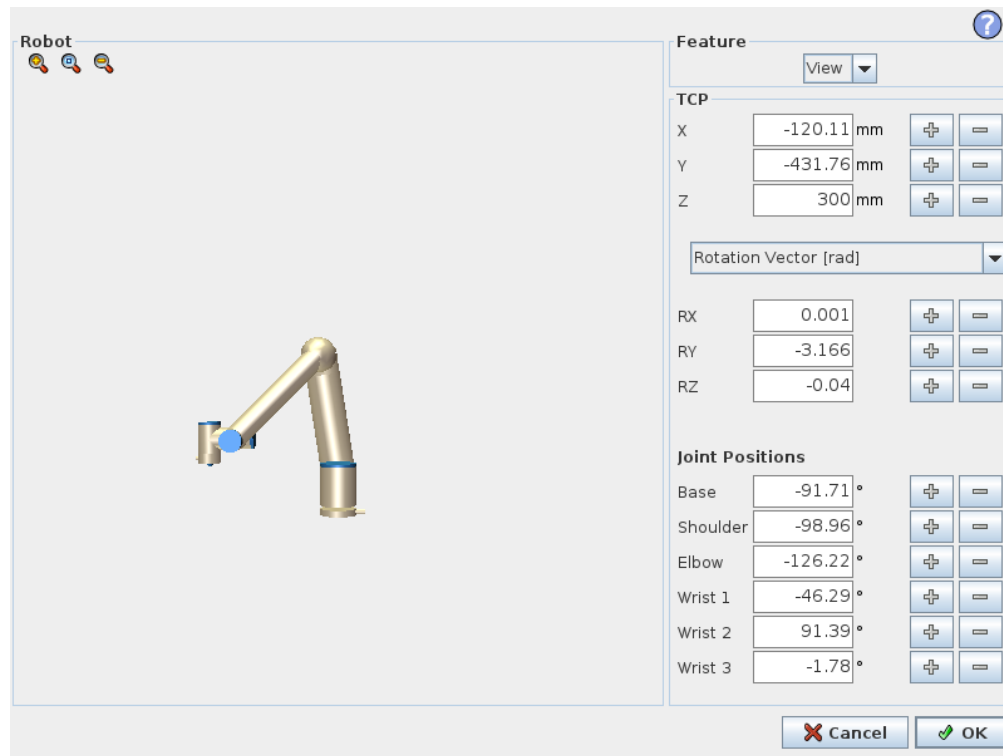 Robot
Feature
View
TCP
X -120.11 mm
Y -431.76 mm
Z 300 mm
Rotation Vector [rad]
RX 0.001
RY -3.166
RZ -0.04
Joint Positions
Base -91.71 °
Shoulder -98.96 °
Elbow -126.22 °
Wrist 1 -46.29 °
Wrist 2 91.39 °
Wrist 3 -1.78 °
Cancel OK